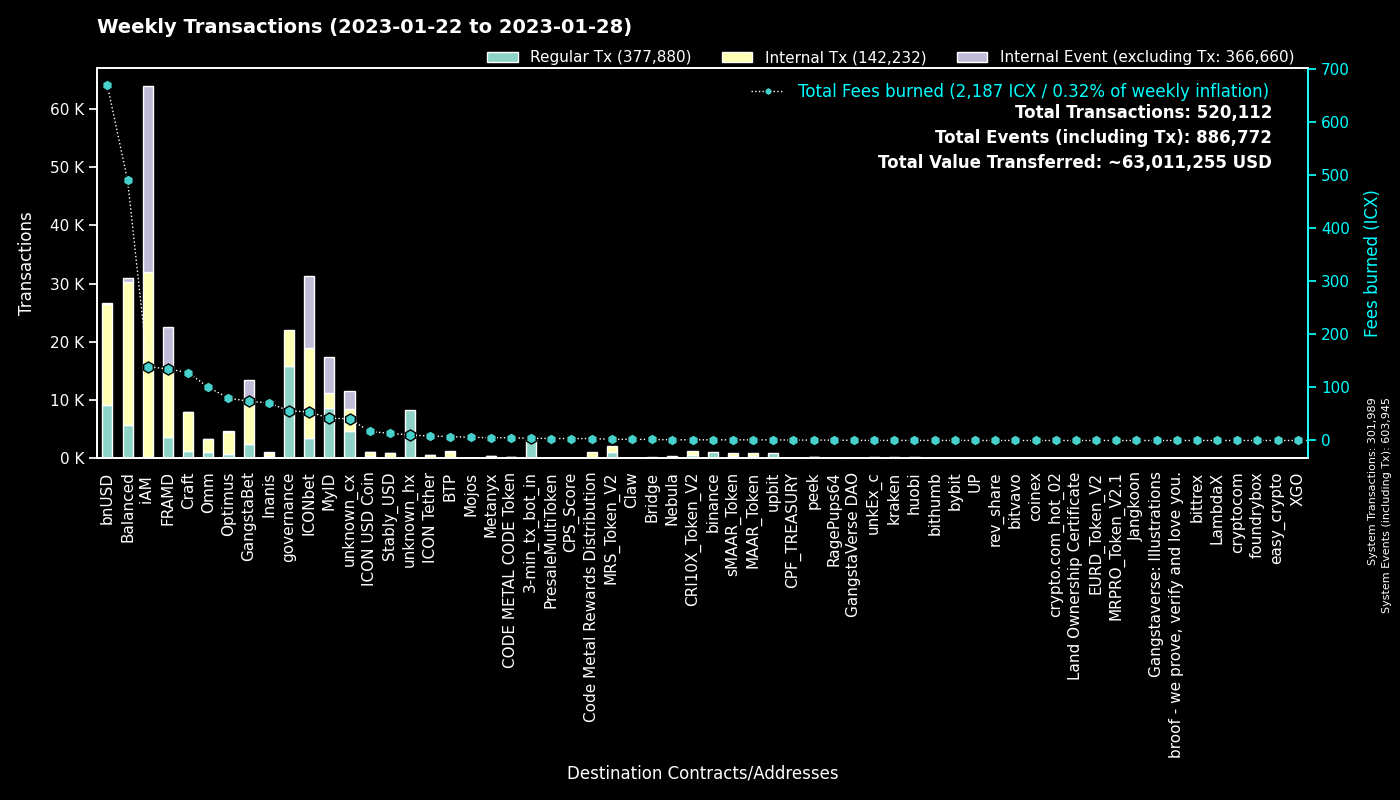 Weekly Transactions (2023-01-22 to 2023-01-28)
Regular Tx (377,880)
Internal Tx (142,232)
Internal Event (excluding Tx: 366,660)
Total Fees burned (2,187 ICX / 0.32% of weekly inflation)
Total Transactions: 520,112
Total Events (including Tx): 886,772
Total Value Transferred: ~63,011,255 USD
Transactions
60 K
50 K
40 K
30 K
20 K
10 K
0 K
700
600
500
400
300
200
100
0
Fees burned (ICX)
System Transactions: 301,989
System Events (including Tx): 603,945
bnUSD
Balanced
iAM
FRAMD
Craft
Omm
Optimus
GangstaBet
Inanis
governance
ICONbet
MyID
unknown_cx
ICON USD Coin
Stably_USD
unknown_hx
ICON Tether
BTP
Mojos
Metanyx
CODE METAL CODE Token
3-min_tx_bot_in
PresaleMultiToken
CPS_Score
Code Metal Rewards Distribution
MRS_Token_V2
Claw
Bridge
Nebula
CRI10X_Token_V2
binance
sMAAR_Token
MAAR_Token
upbit
CPF_TREASURY
peek
RagePups64
GangstaVerse DAO
unkEx_c
kraken
huobi
bithumb
bybit
UP
rev_share
bitvavo
coinex
crypto.com_hot_02
Land Ownership Certificate
EURD_Token_V2
MRPRO_Token_V2.1
Jangkoon
Gangstaverse: Illustrations
broof - we prove, verify and love you.
bittrex
LambdaX
cryptocom
foundrybox
easy_crypto
XGO
Destination Contracts/Addresses